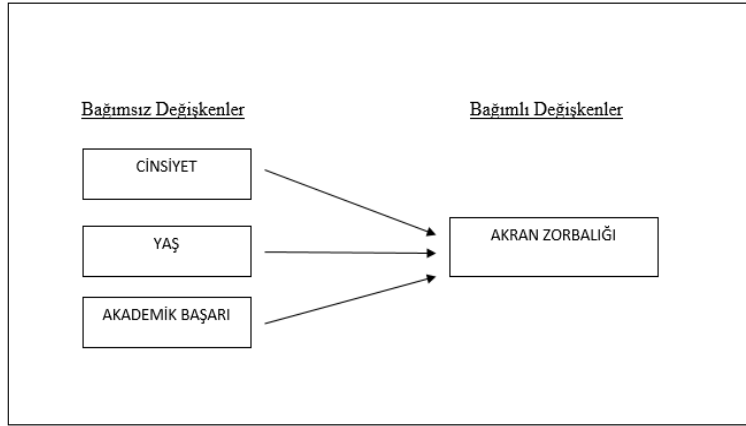 Bağımsız Değişkenler
Bağımlı Değişkenler
CİNSİYET
YAŞ
AKRAN ZORBALIĞI
AKADEMİK BAŞARI